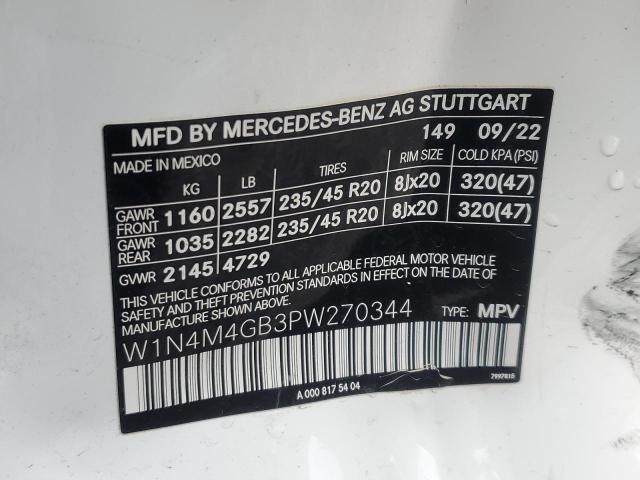 MFD BY MERCEDES-BENZ AG STUTTGART
149 09/22
MADE IN MEXICO
KG LB TIRES RIM SIZE COLD KPA(PSI)
GAWR FRONT 1160 2557 235/45 R20 8Jx20 320(47)
GAWR REAR 1035 2282 235/45 R20 8Jx20 320(47)
GVWR 2145 4729
THIS VEHICLE CONFORMS TO ALL APPLICABLE FEDERAL MOTOR VEHICLE
SAFETY AND THEFT PREVENTION STANDARDS IN EFFECT ON THE DATE OF
MANUFACTURE SHOWN ABOVE.
W1N4M4GB3PW270344 TYPE: MPV
A 000 817 54 04 7997815